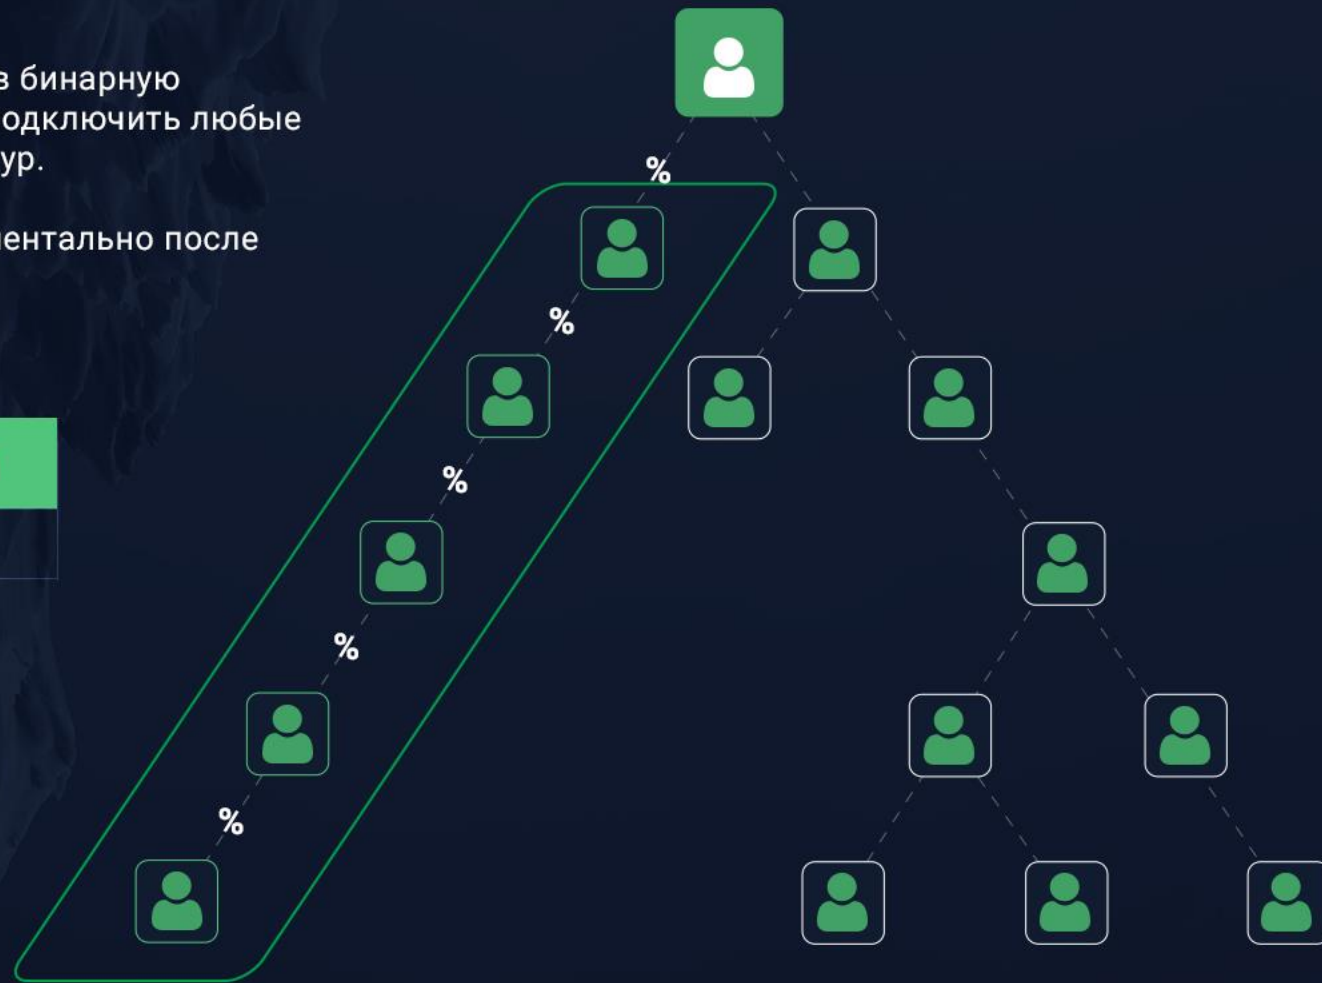 в бинарную
одключить любые
ур.
ентально после
%
%
%
%
%